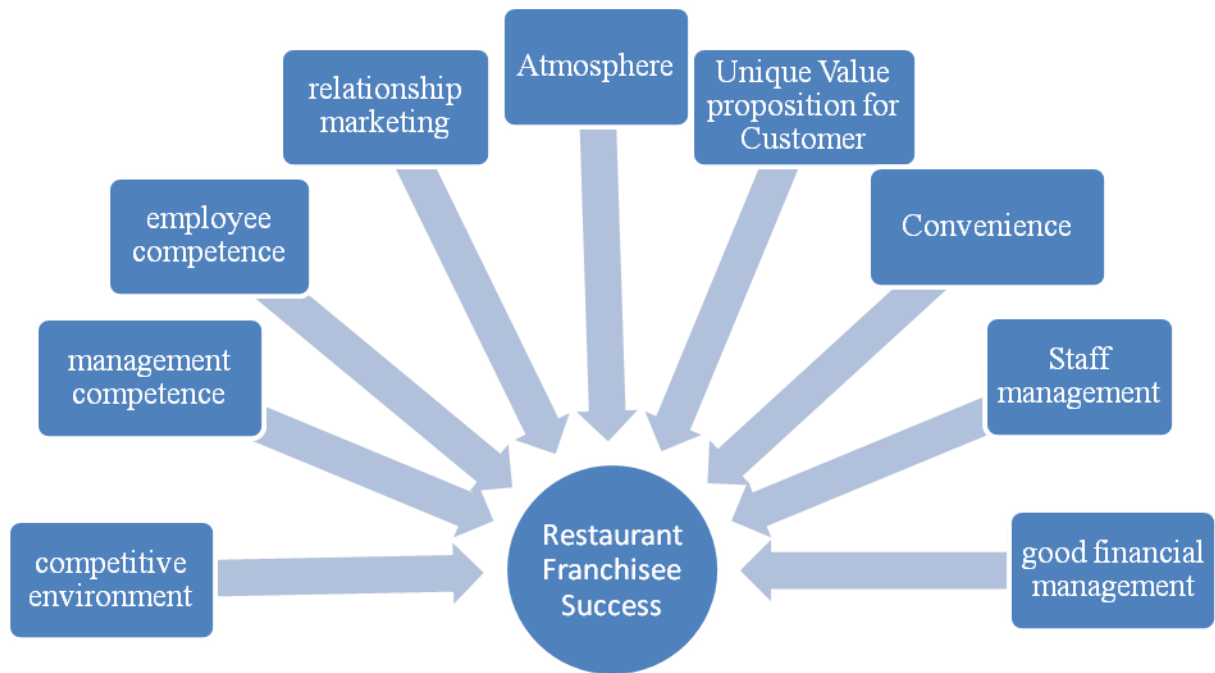 Atmosphere
Unique Value
proposition for
Customer
relationship
marketing
Convenience
employee
competence
Staff
management
management
competence
Restaurant
Franchisee
Success
competitive
environment
good financial
management